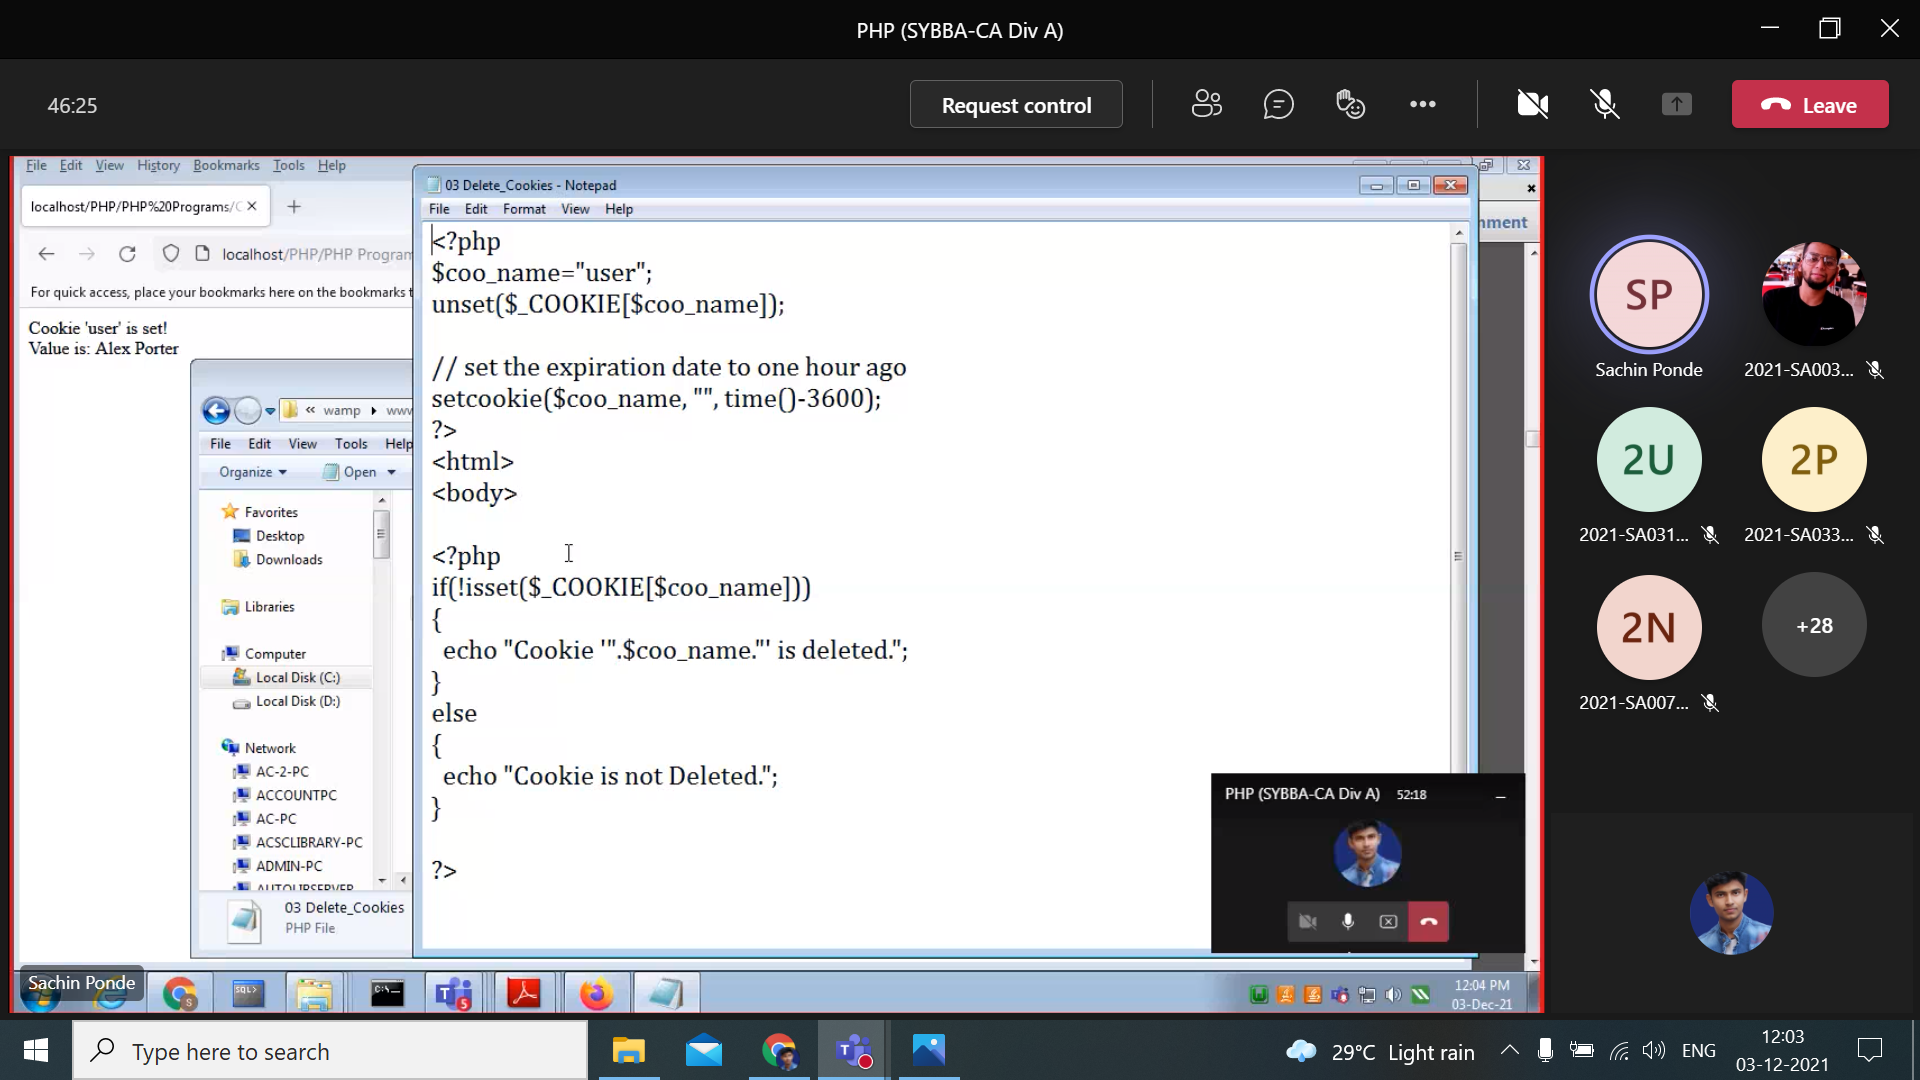 PHP (SYBBA-CA Div A)
46:25
Request control
Leave
File Edit View History Bookmarks Tools Help
localhost/PHP/PHP%20Programs/
localhost/PHP/PHP Program
For quick access, place your bookmarks here on the bookmarks
Cookie 'user' is set!
Value is: Alex Porter
wamp
www
File Edit View Tools Help
Organize
Open
Favorites
Desktop
Downloads
Libraries
Computer
Local Disk (C:)
Local Disk (D:)
Network
AC-2-PC
ACCOUNTPC
AC-PC
ACSCLIBRARY-PC
ADMIN-PC
03 Delete_Cookies
PHP File
03 Delete_Cookies - Notepad
File Edit Format View Help
<?php
$coo_name="user";
unset($_COOKIE[$coo_name]);
// set the expiration date to one hour ago
setcookie($coo_name, "", time()-3600);
?>
<html>
<body>
<?php
if(!isset($_COOKIE[$coo_name]))
{
echo "Cookie '".$coo_name."' is deleted.";
}
else
{
echo "Cookie is not Deleted.";
}
?>
nment
PHP (SYBBA-CA Div A) 52:18
SP
Sachin Ponde
2021-SA003...
2U
2021-SA031...
2P
2021-SA033...
2N
2021-SA007...
+28
Sachin Ponde
12:04 PM
03-Dec-21
Type here to search
29°C Light rain
ENG
12:03
03-12-2021